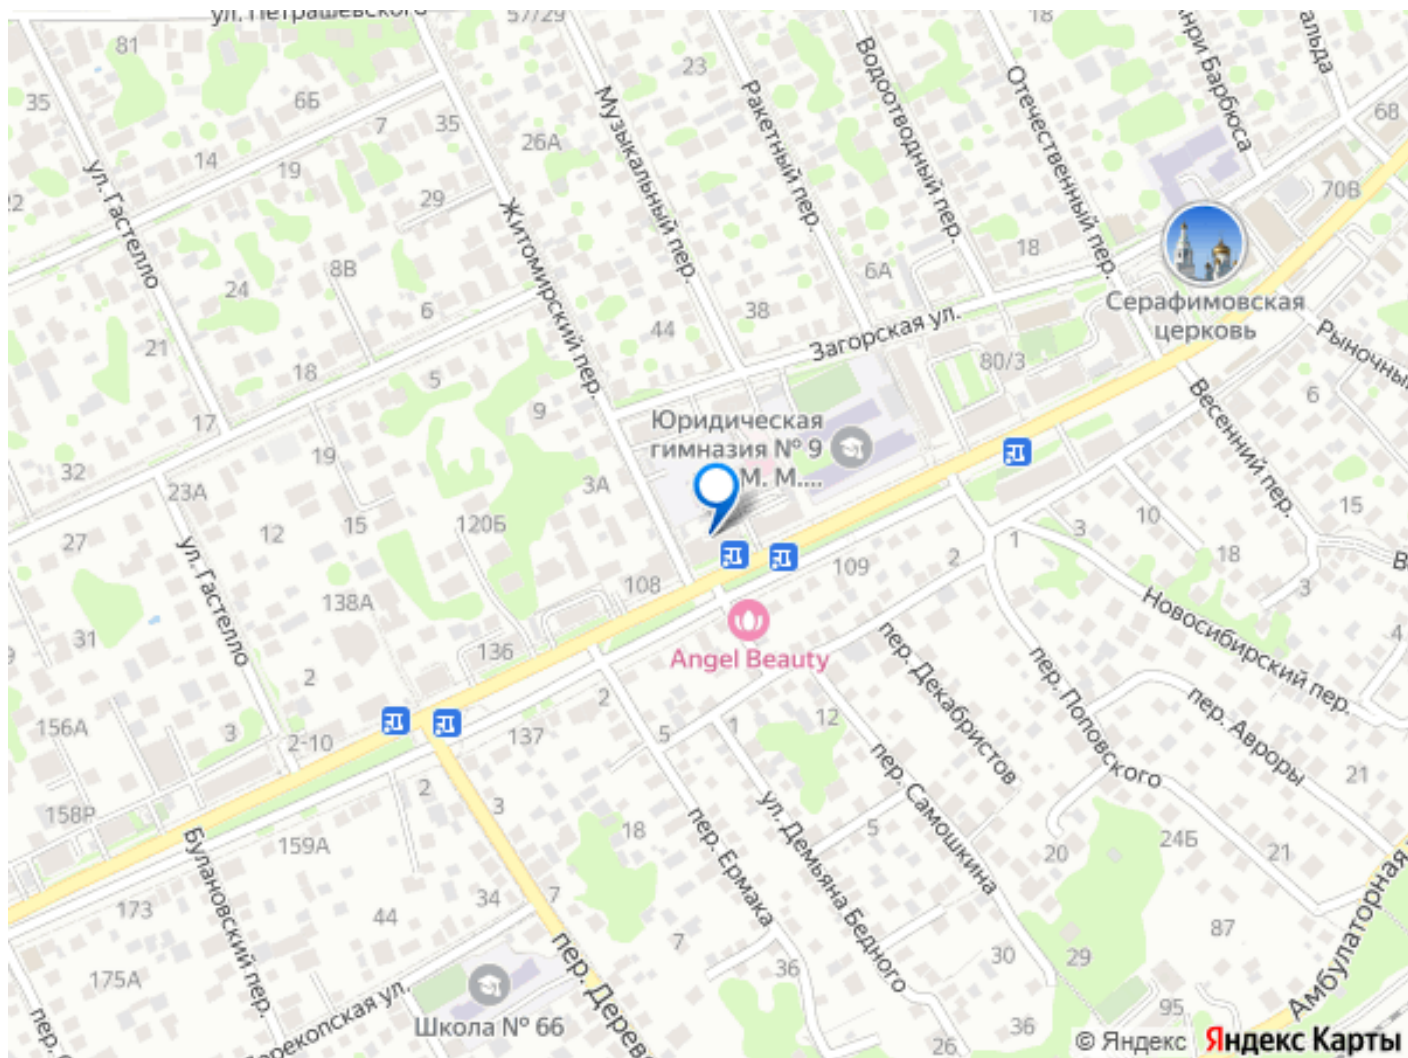 ул. Петрашевского
57/29
18
Анри Барбюса
альда
81
23
Водоотводный пер.
Отечественный пер.
68
35
6Б
7
35
Музыкальный пер.
Ракетный пер.
26А
14
19
ул. Гастелло
29
70В
22
Житомирский пер.
18
8В
6А
24
6
38
Серафимовская
церковь
44
Загорская ул.
21
Рыночный
18
5
80/3
6
17
9
Юридическая
гимназия № 9
М. М....
Весенний пер.
19
32
23А
3А
15
15
120Б
10
3
12
27
ул. Гастелло
1
18
2
109
108
3
138А
Новосибирский пер.
31
4
136
Angel Beauty
пер. Декабристов
пер. Поповского
2
2
пер. Авроры
12
156А
3
2-10
137
5
1
21
2
3
пер. Самошкина
158Р
18
ул. Демьяна Бедного
5
24Б
159А
20
21
Булановский пер.
пер. Ермака
34
7
173
44
87
7
Амбулаторная
30
29
175А
36
пер. Дерево
95
Школа № 66
36
Перекопская ул.
26
© Яндекс Яндекс Карты